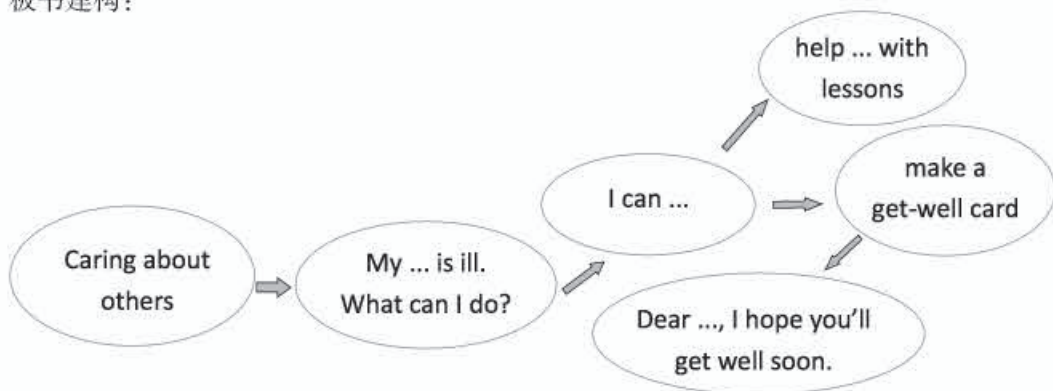 板书建构：
help ... with
lessons
make a
get-well card
I can ...
Caring about
others
My ... is ill.
What can I do?
Dear ..., I hope you'll
get well soon.